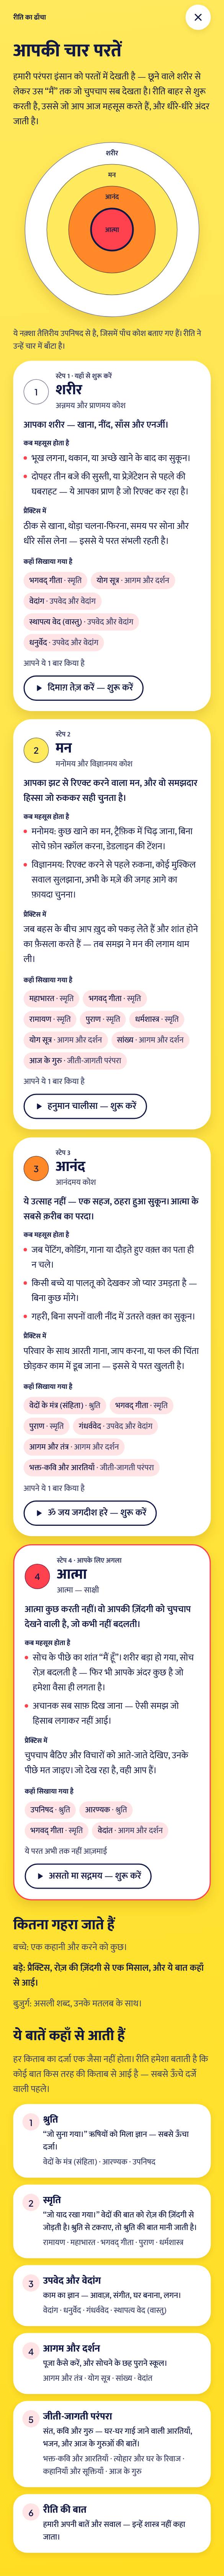 रीति का ढाँचा
आपकी चार परतें
हमारी परंपरा इंसान को परतों में देखती है — छूने वाले शरीर से
लेकर उस “मैं” तक जो चुपचाप सब देखता है। रीति बाहर से शुरू
करती है, उससे जो आप आज महसूस करते हैं, और धीरे-धीरे अंदर
जाती है।
शरीर
मन
आनंद
आत्मा
ये नक़्शा तैत्तिरीय उपनिषद से है, जिसमें पाँच कोश बताए गए हैं। रीति ने
उन्हें चार में बाँटा है।
1
स्टेप 1 · यहाँ से शुरू करें
शरीर
अन्नमय और प्राणमय कोश
आपका शरीर — खाना, नींद, साँस और एनर्जी।
कब महसूस होता है
भूख लगना, थकान, या अच्छे खाने के बाद का सुकून।
दोपहर तीन बजे की सुस्ती, या प्रेज़ेंटेशन से पहले की
घबराहट — ये आपका प्राण है जो रिएक्ट कर रहा है।
प्रैक्टिस में
ठीक से खाना, थोड़ा चलना-फिरना, समय पर सोना और
धीरे साँस लेना — इससे ये परत संभली रहती है।
कहाँ सिखाया गया है
भगवद् गीता · स्मृति
योग सूत्र · आगम और दर्शन
वेदांग · उपवेद और वेदांग
स्थापत्य वेद (वास्तु) · उपवेद और वेदांग
धनुर्वेद · उपवेद और वेदांग
आपने ये 1 बार किया है
दिमाग़ तेज़ करें — शुरू करें
2
स्टेप 2
मन
मनोमय और विज्ञानमय कोश
आपका झट से रिएक्ट करने वाला मन, और वो समझदार
हिस्सा जो रुककर सही चुनता है।
कब महसूस होता है
मनोमय: कुछ खाने का मन, ट्रैफ़िक में चिढ़ जाना, बिना
सोचे फ़ोन स्क्रॉल करना, डेडलाइन की टेंशन।
विज्ञानमय: रिएक्ट करने से पहले रुकना, कोई मुश्किल
सवाल सुलझाना, अभी के मज़े की जगह आगे का
फ़ायदा चुनना।
प्रैक्टिस में
जब बहस के बीच आप ख़ुद को पकड़ लेते हैं और शांत होने
का फ़ैसला करते हैं — तब समझ ने मन की लगाम थाम
ली।
कहाँ सिखाया गया है
महाभारत · स्मृति
भगवद् गीता · स्मृति
रामायण · स्मृति
पुराण · स्मृति
धर्मशास्त्र · स्मृति
योग सूत्र · आगम और दर्शन
सांख्य · आगम और दर्शन
आज के गुरु · जीती-जागती परंपरा
आपने ये 1 बार किया है
हनुमान चालीसा — शुरू करें
3
स्टेप 3
आनंद
आनंदमय कोश
ये उत्साह नहीं — एक सहज, ठहरा हुआ सुकून। आत्मा के
सबसे क़रीब का परदा।
कब महसूस होता है
जब पेंटिंग, कोडिंग, गाना या दौड़ते हुए वक़्त का पता ही
न चले।
किसी बच्चे या पालतू को देखकर जो प्यार उमड़ता है —
बिना कुछ माँगे।
गहरी, बिना सपनों वाली नींद में उतरते वक़्त का सुकून।
प्रैक्टिस में
परिवार के साथ आरती गाना, जाप करना, या फल की चिंता
छोड़कर काम में डूब जाना — इससे ये परत खुलती है।
कहाँ सिखाया गया है
वेदों के मंत्र (संहिता) · श्रुति
भगवद् गीता · स्मृति
पुराण · स्मृति
गंधर्ववेद · उपवेद और वेदांग
आगम और तंत्र · आगम और दर्शन
भक्त-कवि और आरतियाँ · जीती-जागती परंपरा
आपने ये 1 बार किया है
ॐ जय जगदीश हरे — शुरू करें
4
स्टेप 4 · आपके लिए अगला
आत्मा
आत्मा — साक्षी
आत्मा कुछ करती नहीं। वो आपकी ज़िंदगी को चुपचाप
देखने वाला है, जो कभी नहीं बदलती।
कब महसूस होता है
सोच के पीछे का शांत “मैं हूँ”। शरीर बड़ा हो गया, सोच
रोज़ बदलती है — फिर भी आपके अंदर कुछ है जो
हमेशा वैसा ही लगता है।
अचानक सब साफ़ दिख जाना — ऐसी समझ जो
हिसाब लगाकर नहीं आई।
प्रैक्टिस में
चुपचाप बैठिए और विचारों को आते-जाते देखिए, उनके
पीछे मत जाइए। जो देख रहा है, वही आप हैं।
कहाँ सिखाया गया है
उपनिषद · श्रुति
आरण्यक · श्रुति
भगवद् गीता · स्मृति
वेदांत · आगम और दर्शन
ये परत अभी तक नहीं आज़माई
असतो मा सद्गमय — शुरू करें
कितना गहरा जाते हैं
बच्चे: एक कहानी और करने को कुछ।
बड़े: प्रैक्टिस, रोज़ की ज़िंदगी से एक मिसाल, और ये बात कहाँ
से आई।
बुज़ुर्ग: असली शब्द, उनके मतलब के साथ।
ये बातें कहाँ से आती हैं
हर किताब का दर्जा एक जैसा नहीं होता। रीति हमेशा बताती है कि
कोई बात किस तरह की किताब से आई है — सबसे ऊँचे दर्जे
वाली पहले।
1
श्रुति
“जो सुना गया।” ऋषियों को मिला ज्ञान — सबसे ऊँचा
दर्जा।
वेदों के मंत्र (संहिता) · आरण्यक · उपनिषद
2
स्मृति
“जो याद रखा गया।” वेदों की बात को रोज़ की ज़िंदगी से
जोड़ती है। श्रुति से टकराए, तो श्रुति की बात मानी जाती है।
रामायण · महाभारत · भगवद् गीता · पुराण · धर्मशास्त्र
3
उपवेद और वेदांग
काम का ज्ञान — आवाज़, संगीत, घर बनाना, लगन।
वेदांग · धनुर्वेद · गंधर्ववेद · स्थापत्य वेद (वास्तु)
4
आगम और दर्शन
पूजा कैसे करें, और सोचने के छह पुराने स्कूल।
आगम और तंत्र · योग सूत्र · सांख्य · वेदांत
5
जीती-जागती परंपरा
संत, कवि और गुरु — घर-घर गाई जाने वाली आरतियाँ,
भजन, और आज के गुरुओं की बातें।
भक्त-कवि और आरतियाँ · त्योहार और घर के रिवाज ·
कहानियाँ और सूक्तियाँ · आज के गुरु
6
रीति की बात
हमारी अपनी बातें और सवाल — इन्हें शास्त्र नहीं कहा
जाता।